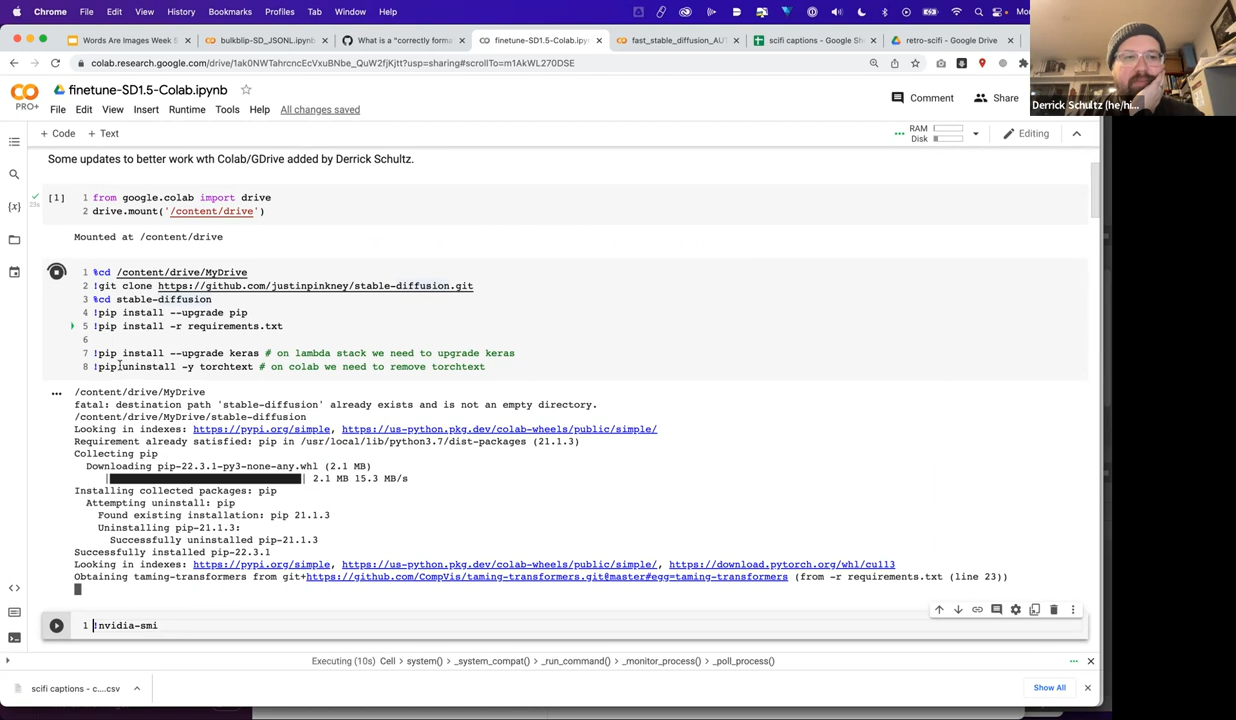 Chrome File Edit View History Bookmarks Profiles Tab Window Help
Words Are Images Week 5
bulkblip-SD_JSONL.ipynb
What is a "correctly forma
finetune-SD1.5-Colab.ipynb
fast_stable_diffusion_AUT
scifi captions - Google She
retro-scifi - Google Drive
colab.research.google.com/drive/1ak0NWTahrcncEcVxuBNbe_QuW2fjKjtt?usp=sharing#scrollTo=m1AkWL270DSE
Derrick Schultz (he/hi...
PRO+
finetune-SD1.5-Colab.ipynb
File Edit View Insert Runtime Tools Help All changes saved
Comment Share
+ Code + Text
RAM
Disk
Editing
Some updates to better work wth Colab/GDrive added by Derrick Schultz.
[1] 1 from google.colab import drive
23s 2 drive.mount('/content/drive')
Mounted at /content/drive
1 %cd /content/drive/MyDrive
2 !git clone https://github.com/justinpinkney/stable-diffusion.git
3 %cd stable-diffusion
4 !pip install --upgrade pip
5 !pip install -r requirements.txt
6
7 !pip install --upgrade keras # on lambda stack we need to upgrade keras
8 !pip uninstall -y torchtext # on colab we need to remove torchtext
/content/drive/MyDrive
fatal: destination path 'stable-diffusion' already exists and is not an empty directory.
/content/drive/MyDrive/stable-diffusion
Looking in indexes: https://pypi.org/simple, https://us-python.pkg.dev/colab-wheels/public/simple/
Requirement already satisfied: pip in /usr/local/lib/python3.7/dist-packages (21.1.3)
Collecting pip
Downloading pip-22.3.1-py3-none-any.whl (2.1 MB)
| | 2.1 MB 15.3 MB/s
Installing collected packages: pip
Attempting uninstall: pip
Found existing installation: pip 21.1.3
Uninstalling pip-21.1.3:
Successfully uninstalled pip-21.1.3
Successfully installed pip-22.3.1
Looking in indexes: https://pypi.org/simple, https://us-python.pkg.dev/colab-wheels/public/simple/, https://download.pytorch.org/whl/cu113
Obtaining taming-transformers from git+https://github.com/CompVis/taming-transformers.git@master#egg=taming-transformers (from -r requirements.txt (line 23))
1 !nvidia-smi
Executing (10s) Cell > system() > _system_compat() > _run_command() > _monitor_process() > _poll_process()
scifi captions - c....csv
Show All